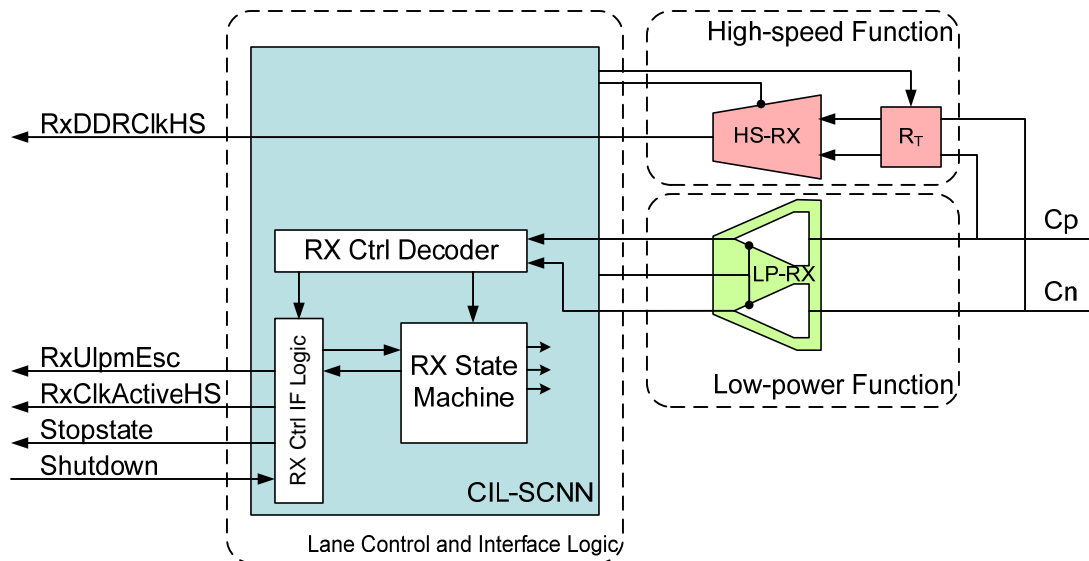 High-speed Function
RxDDRClkHS
HS-RX
RT
Cp
RX Ctrl Decoder
LP-RX
Cn
RxUlpmEsc
RxClkActiveHS
Stopstate
Shutdown
RX Ctrl IF Logic
RX State
Machine
Low-power Function
CIL-SCNN
Lane Control and Interface Logic